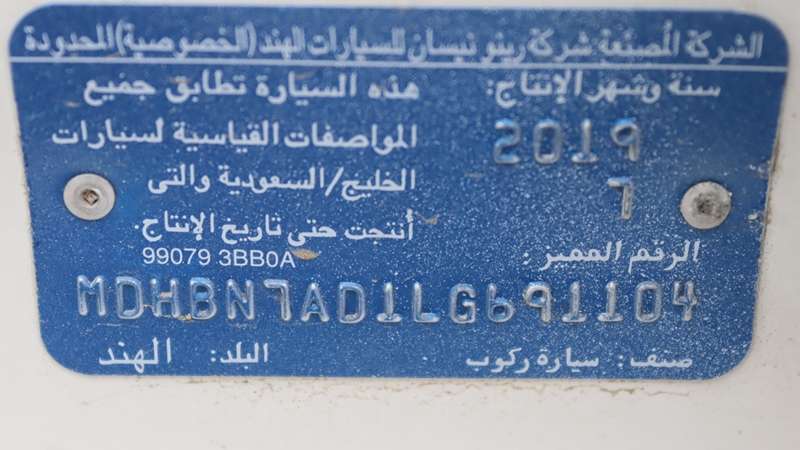 الشركة المصنعة شركة رينو نيسان للسيارات الهند (الخصوصية) المحدودة
سنة وشهر الإنتاج:
2019
7
هذه السيارة تطابق جميع
المواصفات القياسية لسيارات
الخليج/السعودية والتى
أنتجت حتى تاريخ الإنتاج.
99079 3BB0A
الرقم المميز:
MDHBN7AD1LG691104
صنف: سيارة ركوب
البلد: الهند